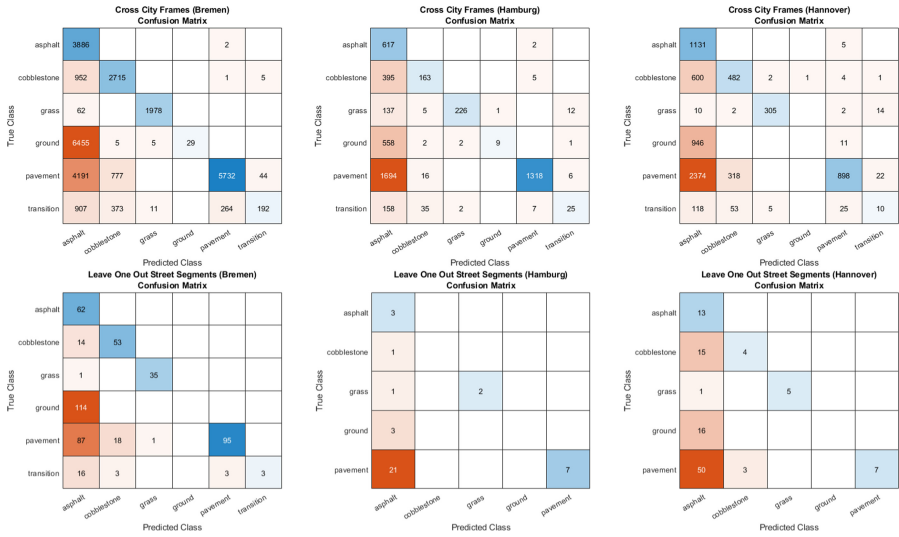 Cross City Frames (Bremen)
Confusion Matrix
True Class
asphalt 3886 2
cobblestone 952 2715 1 5
grass 62 1978
ground 6455 5 5 29
pavement 4191 777 5732 44
transition 907 373 11 264 192
asphalt cobblestone grass ground pavement transition
Predicted Class
Cross City Frames (Hamburg)
Confusion Matrix
True Class
asphalt 617 2
cobblestone 395 163 5
grass 137 5 226 1 12
ground 558 2 2 9 1
pavement 1694 16 1318 6
transition 158 35 2 7 25
asphalt cobblestone grass ground pavement transition
Predicted Class
Cross City Frames (Hannover)
Confusion Matrix
True Class
asphalt 1131 5
cobblestone 600 482 2 1 4 1
grass 10 2 305 2 14
ground 946 11
pavement 2374 318 898 22
transition 118 53 5 25 10
asphalt cobblestone grass ground pavement transition
Predicted Class
Leave One Out Street Segments (Bremen)
Confusion Matrix
True Class
asphalt 62
cobblestone 14 53
grass 1 35
ground 114
pavement 87 18 1 95
transition 16 3 3 3
asphalt cobblestone grass ground pavement transition
Predicted Class
Leave One Out Street Segments (Hamburg)
Confusion Matrix
True Class
asphalt 3
cobblestone 1
grass 1 2
ground 3
pavement 21 7
asphalt cobblestone grass ground pavement
Predicted Class
Leave One Out Street Segments (Hannover)
Confusion Matrix
True Class
asphalt 13
cobblestone 15 4
grass 1 5
ground 16
pavement 50 3 7
asphalt cobblestone grass ground pavement
Predicted Class